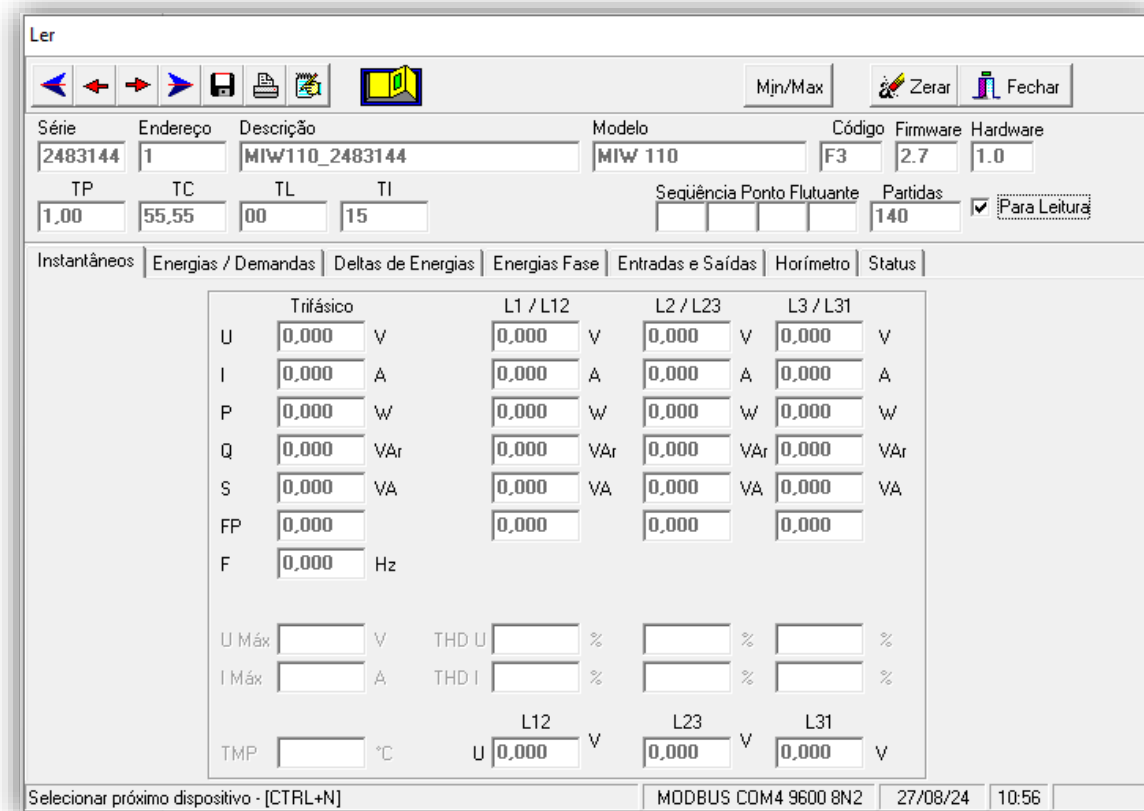 Ler
Min/Max Zerar Fechar
Série Endereço Descrição Modelo Código Firmware Hardware
2483144 1 MIW110_2483144 MIW 110 F3 2.7 1.0
TP TC TL TI Seqüência Ponto Flutuante Partidas
1,00 55,55 00 15 140 Para Leitura
Instantâneos Energias / Demandas Deltas de Energias Energias Fase Entradas e Saídas Horímetro Status
Trifásico L1 / L12 L2 / L23 L3 / L31
U 0,000 V 0,000 V 0,000 V 0,000 V
I 0,000 A 0,000 A 0,000 A 0,000 A
P 0,000 W 0,000 W 0,000 W 0,000 W
Q 0,000 VAr 0,000 VAr 0,000 VAr 0,000 VAr
S 0,000 VA 0,000 VA 0,000 VA 0,000 VA
FP 0,000 0,000 0,000 0,000
F 0,000 Hz
U Máx V THD U % % %
I Máx A THD I % % %
L12 L23 L31
TMP °C U 0,000 V 0,000 V 0,000 V
Selecionar próximo dispositivo - [CTRL+N] MODBUS COM4 9600 8N2 27/08/24 10:56